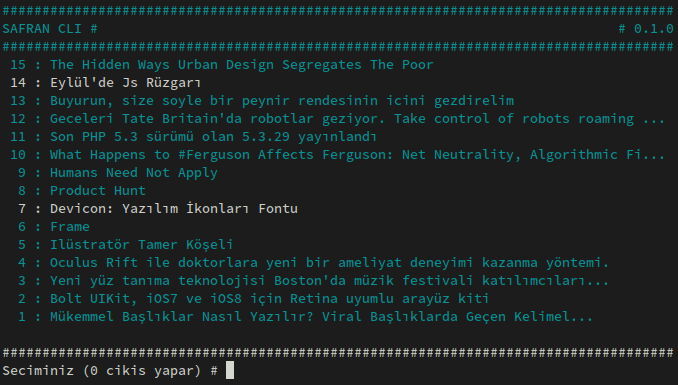 ################################################################################
SAFRAN CLI # # 0.1.0
################################################################################
15 : The Hidden Ways Urban Design Segregates The Poor
14 : Eylül'de Js Rüzgarı
13 : Buyurun, size soyle bir peynir rendesinin icini gezdirelim
12 : Geceleri Tate Britain'da robotlar geziyor. Take control of robots roaming ...
11 : Son PHP 5.3 sürümü olan 5.3.29 yayınlandı
10 : What Happens to #Ferguson Affects Ferguson: Net Neutrality, Algorithmic Fi...
9 : Humans Need Not Apply
8 : Product Hunt
7 : Devicon: Yazılım İkonları Fontu
6 : Frame
5 : Ilüstratör Tamer Köşeli
4 : Oculus Rift ile doktorlara yeni bir ameliyat deneyimi kazanma yöntemi.
3 : Yeni yüz tanıma teknolojisi Boston'da müzik festivali katılımcıları...
2 : Bolt UIKit, iOS7 ve iOS8 için Retina uyumlu arayüz kiti
1 : Mükemmel Başlıklar Nasıl Yazılır? Viral Başlıklarda Geçen Kelimel...
################################################################################
Seciminiz (0 cikis yapar) #